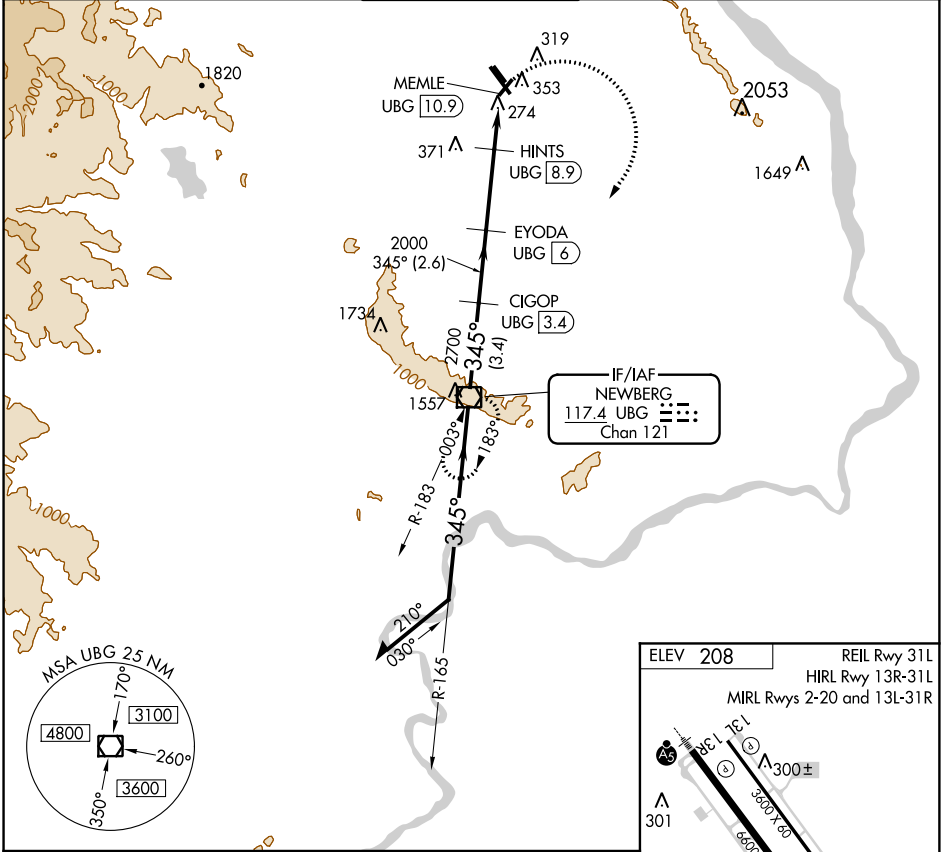 1820
2000
1000
319
MEMLE
UBG 10.9
353
274
2053
371
HINTS
UBG 8.9
1649
EYODA
UBG 6
2000
345° (2.6)
CIGOP
UBG 3.4
1734
2700
345°
(3.4)
1000
1557
IF/IAF
NEWBERG
117.4 UBG
Chan 121
003°
183°
R-183
345°
1000
210°
030°
R-165
MSA UBG 25 NM
170°
3100
4800
260°
3600
350°
ELEV 208
REIL Rwy 31L
HIRL Rwy 13R-31L
MIRL Rwys 2-20 and 13L-31R
13L
13R
P
P
A5
300±
301
3600 X 60
6600